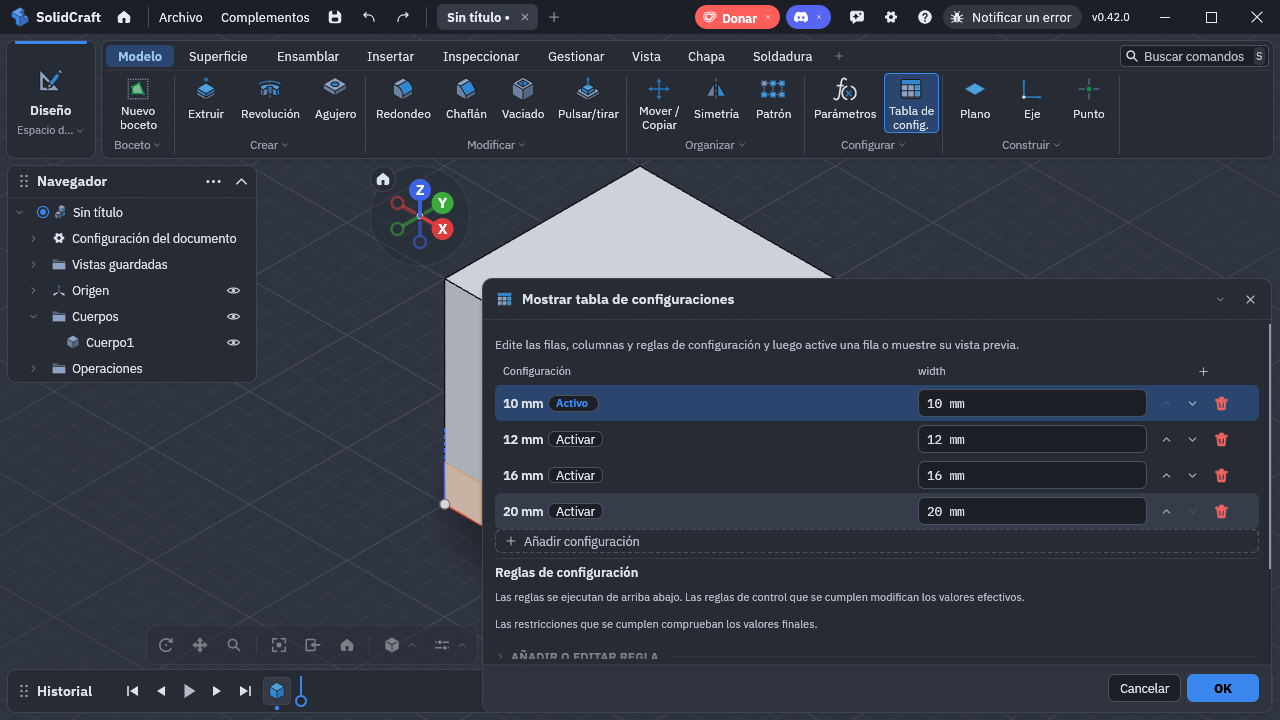 SolidCraft
Archivo
Complementos
Sin título •
Donar
Notificar un error
v0.42.0
Diseño
Espacio d...
Modelo
Superficie
Ensamblar
Insertar
Inspeccionar
Gestionar
Vista
Chapa
Soldadura
Buscar comandos
S
Nuevo boceto
Extruir
Revolución
Agujero
Redondeo
Chaflán
Vaciado
Pulsar/tirar
Mover / Copiar
Simetría
Patrón
Parámetros
Tabla de config.
Plano
Eje
Punto
Boceto
Crear
Modificar
Organizar
Configurar
Construir
Navegador
Sin título
Configuración del documento
Vistas guardadas
Origen
Cuerpos
Cuerpo1
Operaciones
Z
Y
X
Mostrar tabla de configuraciones
Edite las filas, columnas y reglas de configuración y luego active una fila o muestre su vista previa.
Configuración
width
10 mm Activo 10 mm
12 mm Activar 12 mm
16 mm Activar 16 mm
20 mm Activar 20 mm
Añadir configuración
Reglas de configuración
Las reglas se ejecutan de arriba abajo. Las reglas de control que se cumplen modifican los valores efectivos.
Las restricciones que se cumplen comprueban los valores finales.
AÑADIR O EDITAR REGLA
Cancelar
OK
Historial